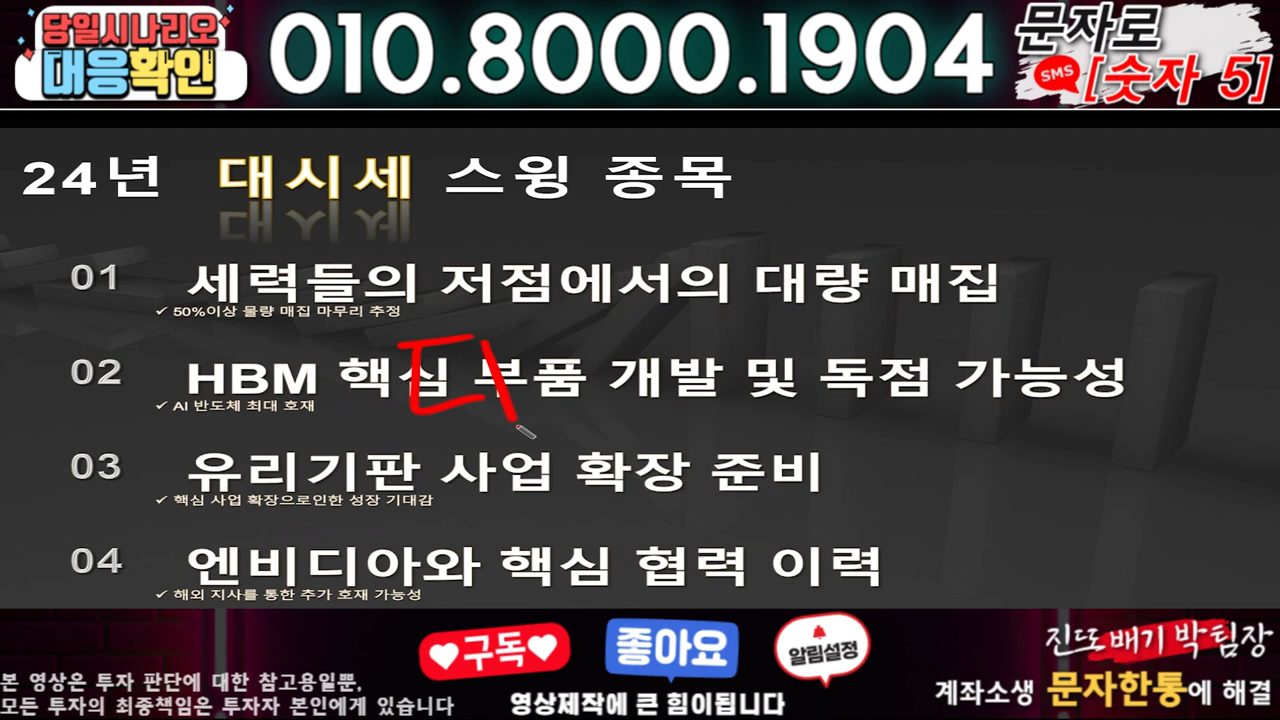 당일시나리오
대응확인
010.8000.1904
문자로
SMS [숫자 5]
24년 대시세 스윙 종목
01 세력들의 저점에서의 대량 매집
✓ 50%이상 물량 매집 마무리 추정
02 HBM 핵심 부품 개발 및 독점 가능성
✓ AI 반도체 최대 호재
03 유리기판 사업 확장 준비
✓ 핵심 사업 확장으로인한 성장 기대감
04 엔비디아와 핵심 협력 이력
✓ 해외 지사를 통한 추가 호재 가능성
구독
좋아요
알림설정
진또배기 박팀장
본 영상은 투자 판단에 대한 참고용일뿐,
모든 투자의 최종책임은 투자자 본인에게 있습니다
영상제작에 큰 힘이됩니다
계좌소생 문자한통에 해결